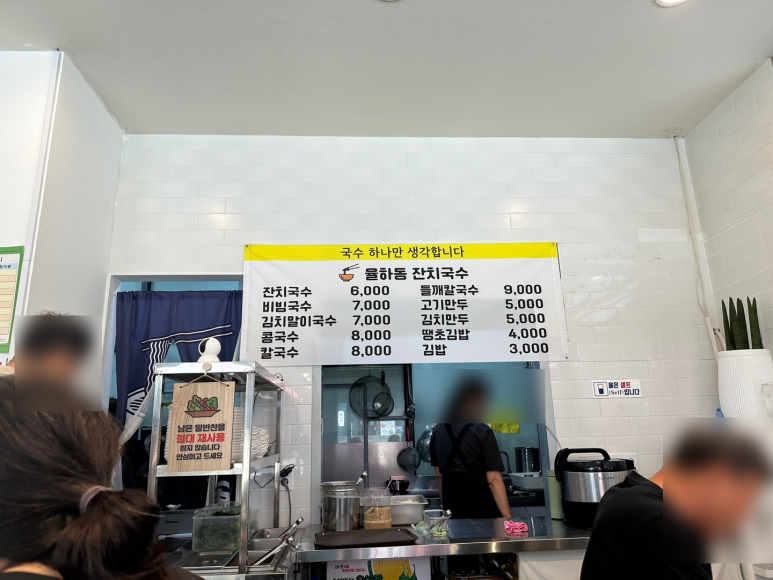 국수 하나만 생각합니다
율하동 잔치국수
잔치국수 6,000
비빔국수 7,000
김치말이국수 7,000
콩국수 8,000
칼국수 8,000
들깨칼국수 9,000
고기만두 5,000
김치만두 5,000
땡초김밥 4,000
김밥 3,000
남은 밑반찬을
절대 재사용
하지 않습니다
안심하고 드세요
물은 셀프
(Self)입니다